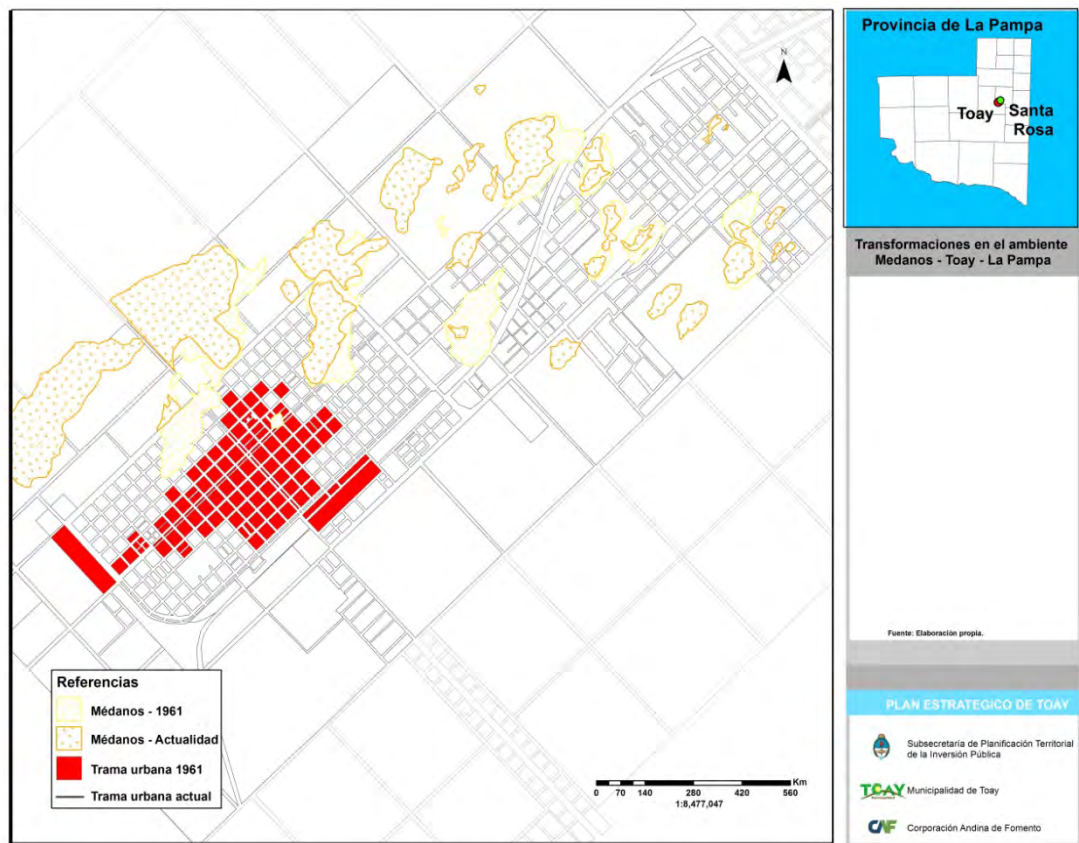 N
Referencias
Médanos - 1961
Médanos - Actualidad
Trama urbana 1961
Trama urbana actual
Km
0 70 140 280 420 560
1:8,477,047
Provincia de La Pampa
Toay
Santa
Rosa
Transformaciones en el ambiente
Medanos - Toay - La Pampa
Fuente: Elaboración propia.
PLAN ESTRATEGICO DE TOAY
Subsecretaría de Planificación Territorial
de la Inversión Pública
TOAY
Municipalidad de Toay
CAF
Corporación Andina de Fomento